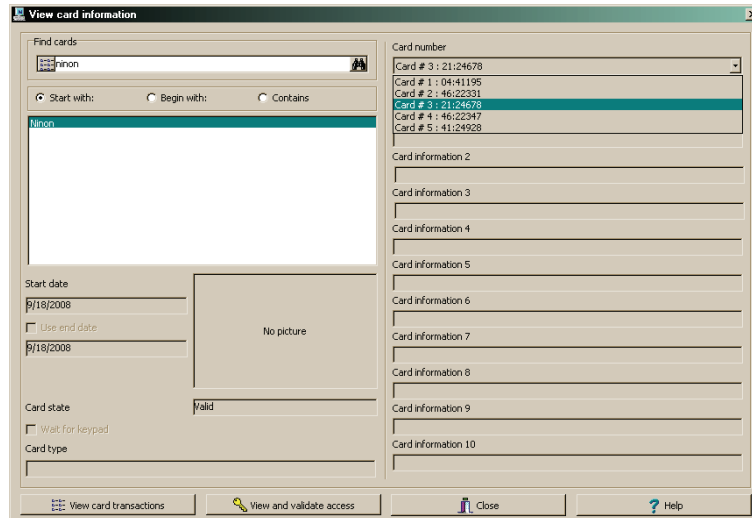 View card information
Find cards
ninon
Start with:
Begin with:
Contains
Ninon
Start date
9/18/2008
Use end date
9/18/2008
No picture
Card state
Valid
Wait for keypad
Card type
Card number
Card # 3 : 21:24678
Card # 1 : 04:41195
Card # 2 : 46:22331
Card # 3 : 21:24678
Card # 4 : 46:22347
Card # 5 : 41:24928
Card information 2
Card information 3
Card information 4
Card information 5
Card information 6
Card information 7
Card information 8
Card information 9
Card information 10
View card transactions
View and validate access
Close
Help